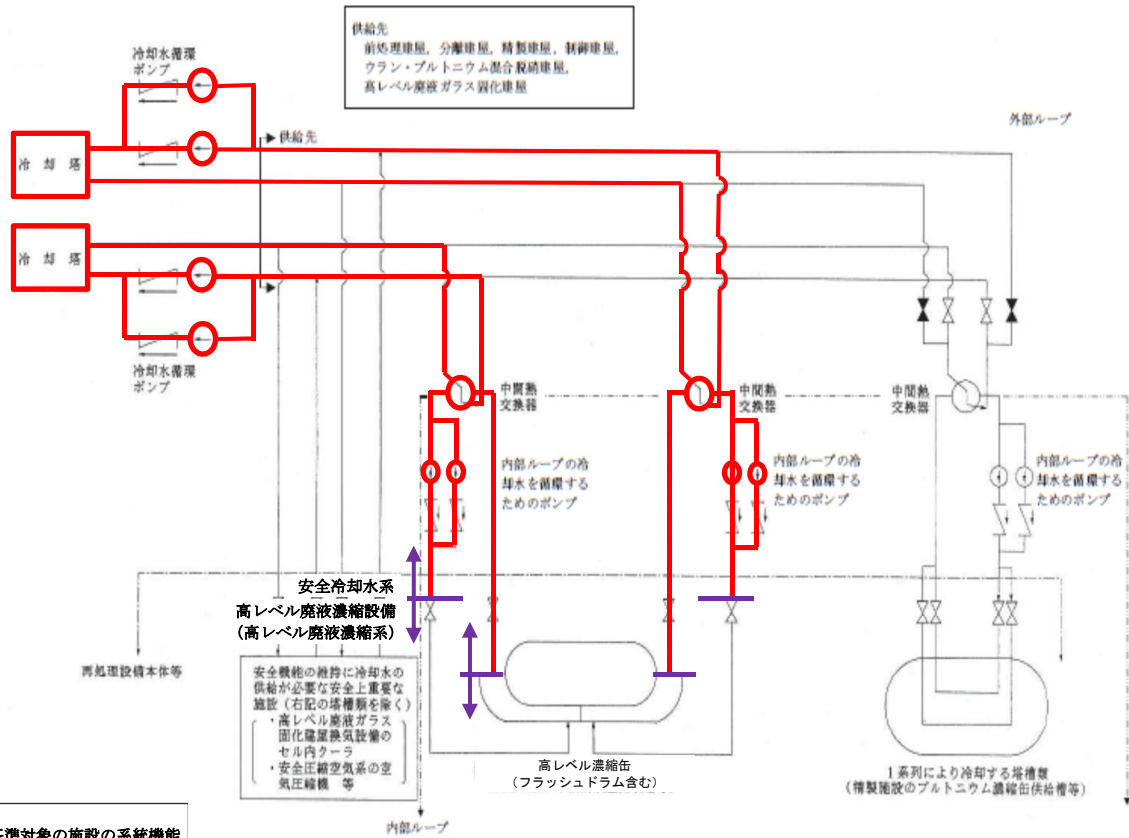 供給先
前処理建屋，分離建屋，精製建屋，制御建屋，
ウラン・プルトニウム混合脱硝建屋，
高レベル廃液ガラス固化建屋
冷却水循環
ポンプ
外部ループ
供給先
冷却塔
冷却塔
冷却水循環
ポンプ
中間熱
交換器
中間熱
交換器
中間熱
交換器
内部ループの冷
却水を循環する
ためのポンプ
内部ループの冷
却水を循環する
ためのポンプ
内部ループの冷
却水を循環する
ためのポンプ
安全冷却水系
高レベル廃液濃縮設備
（高レベル廃液濃縮系）
再処理設備本体等
安全機能の維持に冷却水の
供給が必要な安全上重要な
施設（右記の塔槽類を除く）
・高レベル廃液ガラス
固化建屋換気設備の
セル内クーラ
・安全圧縮空気系の空
気圧縮機　等
高レベル濃縮缶
（フラッシュドラム含む）
１系列により冷却する塔槽類
（精製施設のプルトニウム濃縮缶供給槽等）
内部ループ
準対象の施設の系統機能